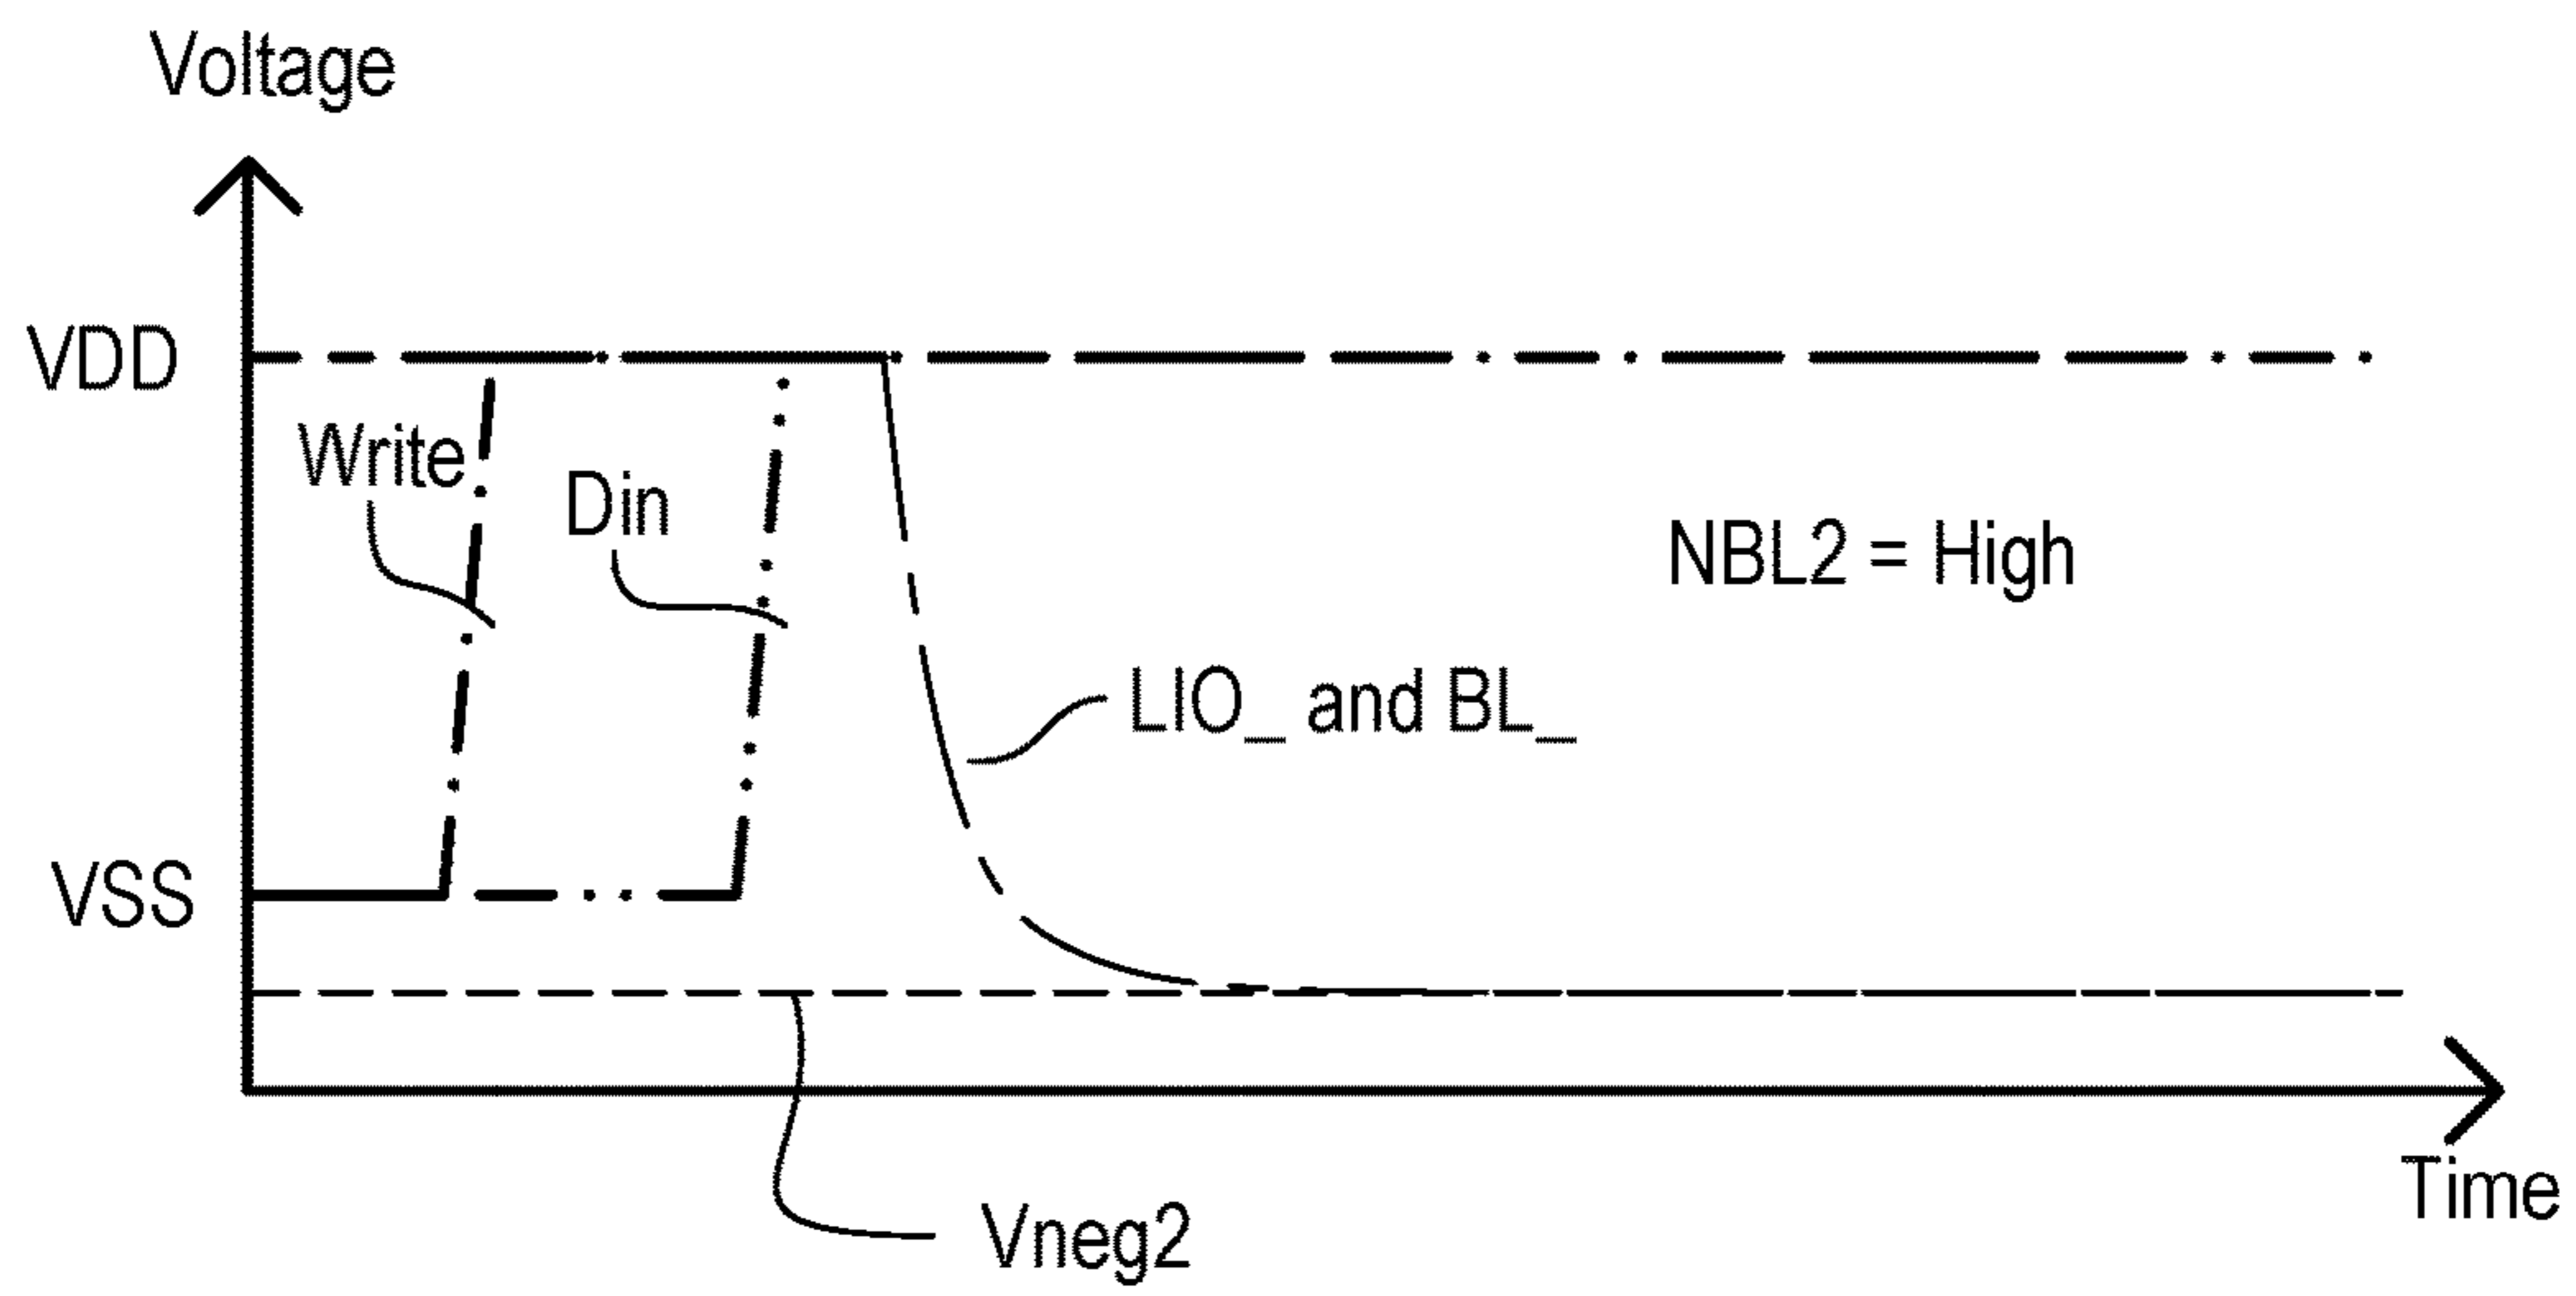 Voltage
VDD
Write
Din
NBL2 = High
LIO_ and BL_
VSS
Time
Vneg2